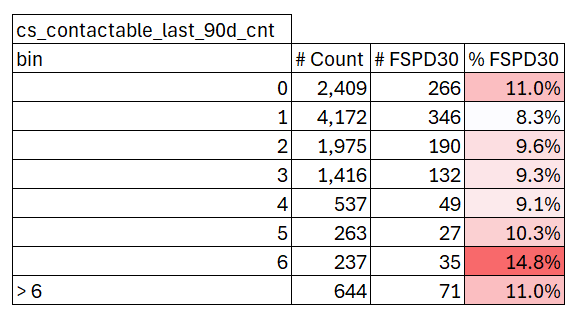 cs_contactable_last_90d_cnt
bin # Count # FSPD30 % FSPD30
0 2,409 266 11.0%
1 4,172 346 8.3%
2 1,975 190 9.6%
3 1,416 132 9.3%
4 537 49 9.1%
5 263 27 10.3%
6 237 35 14.8%
> 6 644 71 11.0%